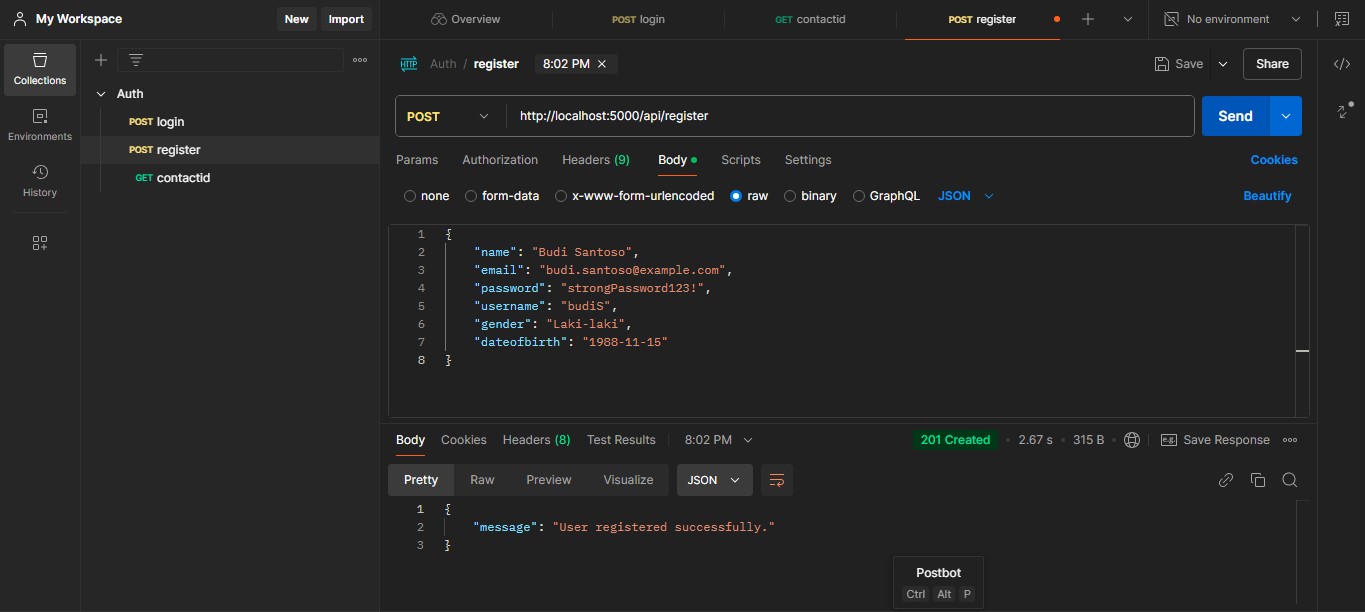 My Workspace New Import Overview POST login GET contactid POST register No environment
Collections
Environments
History
Auth
POST login
POST register
GET contactid
HTTP Auth / register 8:02 PM Save Share
POST http://localhost:5000/api/register Send
Params Authorization Headers (9) Body Scripts Settings Cookies
none form-data x-www-form-urlencoded raw binary GraphQL JSON Beautify
1 {
2 "name": "Budi Santoso",
3 "email": "budi.santoso@example.com",
4 "password": "strongPassword123!",
5 "username": "budiS",
6 "gender": "Laki-laki",
7 "dateofbirth": "1988-11-15"
8 }
Body Cookies Headers (8) Test Results 8:02 PM 201 Created 2.67 s 315 B e.g. Save Response
Pretty Raw Preview Visualize JSON
1 {
2 "message": "User registered successfully."
3 }
Postbot
Ctrl Alt P